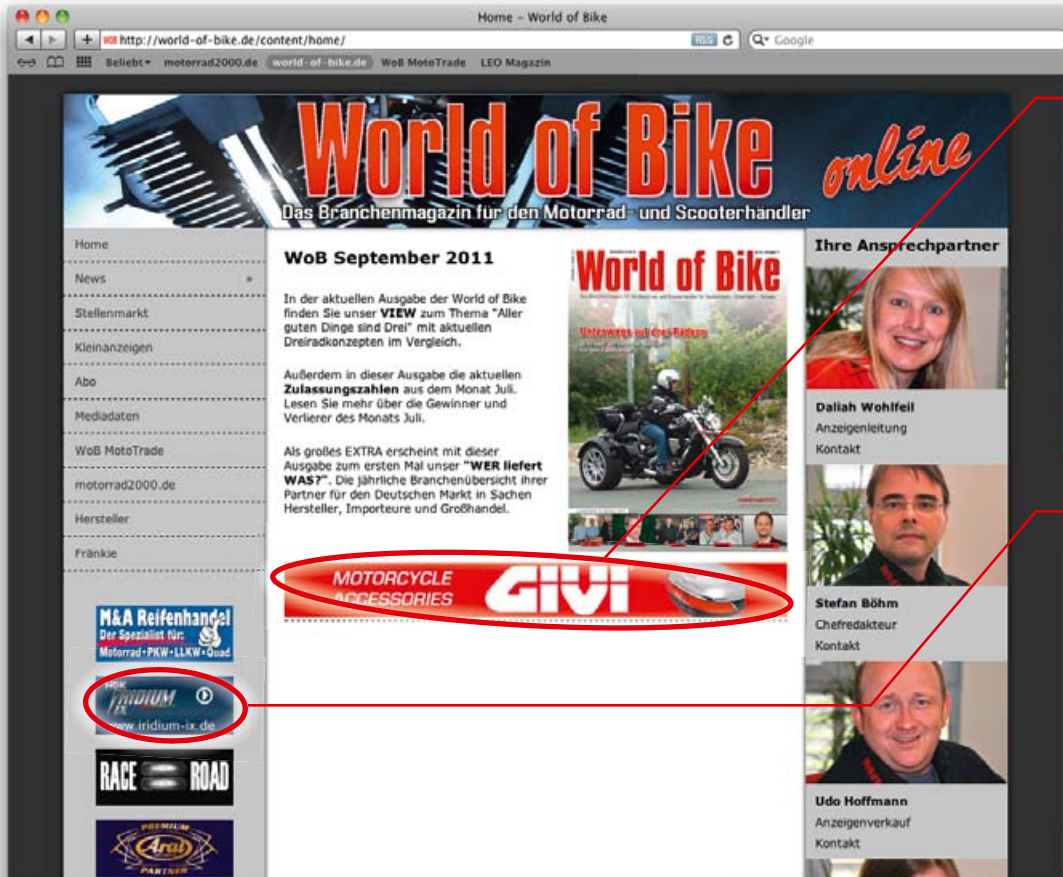 Home – World of Bike
http://world-of-bike.de/content/home/
RSS
Google
Beliebt motorrad2000.de world-of-bike.de WoB MotoTrade LEO Magazin
World of Bike online
Das Branchenmagazin für den Motorrad- und Scooterhändler
Home
News »
Stellenmarkt
Kleinanzeigen
Abo
Mediadaten
WoB MotoTrade
motorrad2000.de
Hersteller
Fränkie
M&A Reifenhandel
Der Spezialist für:
Motorrad•PKW•LLKW•Quad
NGK
IRIDIUM
IX
www.iridium-ix.de
RACE ROAD
PREMIUM
Arai
PARTNER
WoB September 2011
In der aktuellen Ausgabe der World of Bike
finden Sie unser VIEW zum Thema "Aller
guten Dinge sind Drei" mit aktuellen
Dreiradkonzepten im Vergleich.
Außerdem in dieser Ausgabe die aktuellen
Zulassungszahlen aus dem Monat Juli.
Lesen Sie mehr über die Gewinner und
Verlierer des Monats Juli.
Als großes EXTRA erscheint mit dieser
Ausgabe zum ersten Mal unser "WER liefert
WAS?". Die jährliche Branchenübersicht ihrer
Partner für den Deutschen Markt in Sachen
Hersteller, Importeure und Großhandel.
World of Bike
Unterwegs auf drei Rädern
MOTORCYCLE
ACCESSORIES
GIVI
Ihre Ansprechpartner
Daliah Wohlfeil
Anzeigenleitung
Kontakt
Stefan Böhm
Chefredakteur
Kontakt
Udo Hoffmann
Anzeigenverkauf
Kontakt